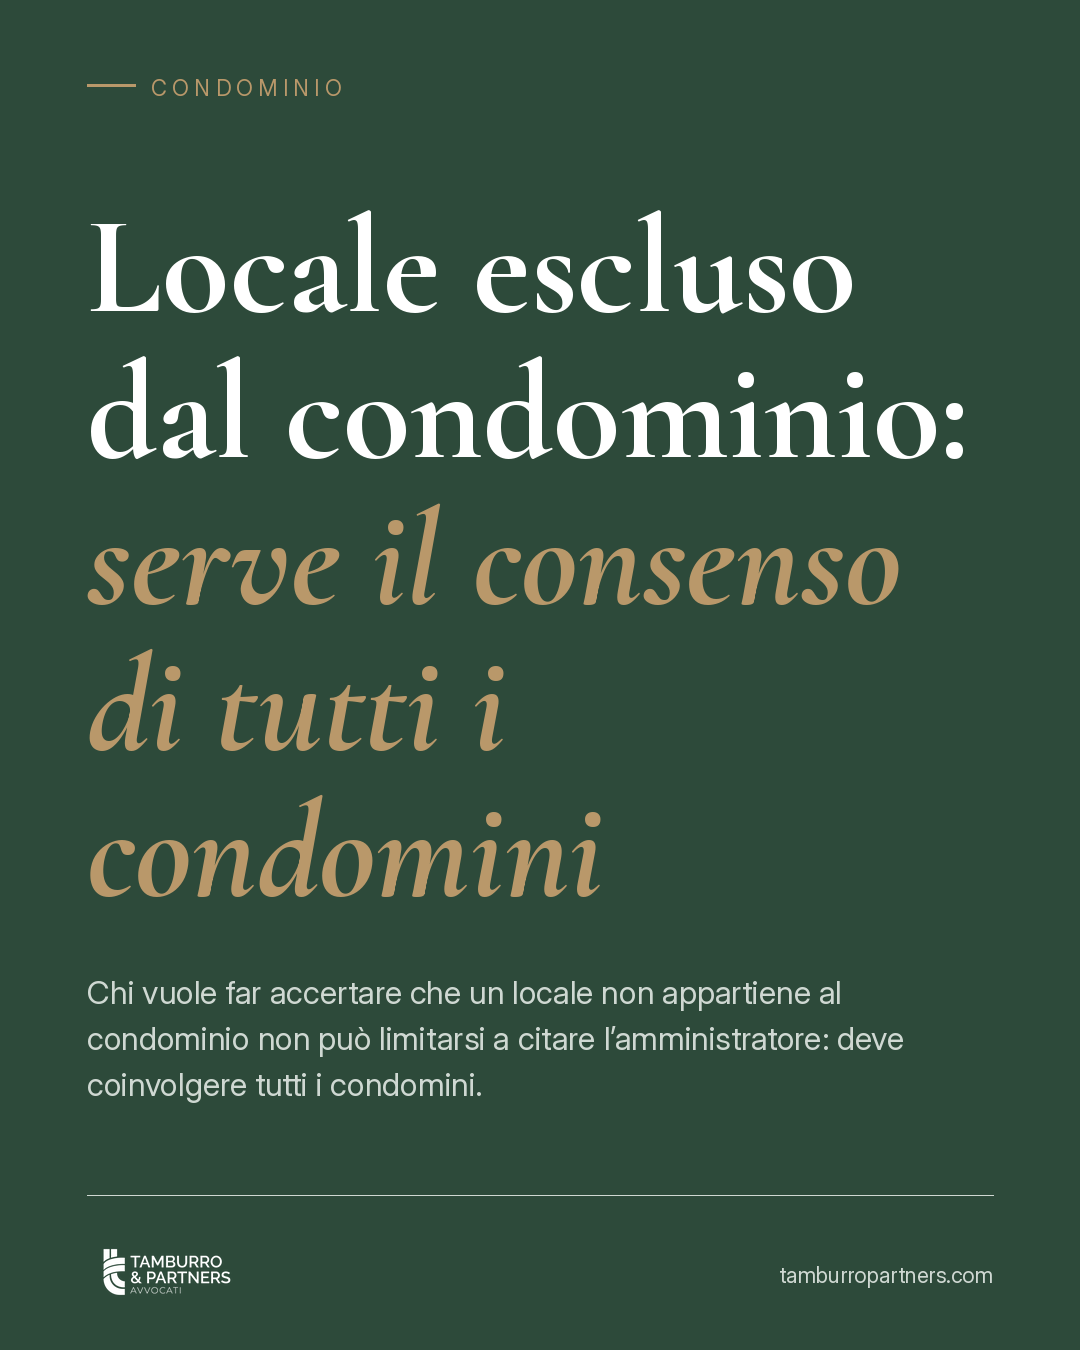 CONDOMINIO
Locale escluso
dal condominio:
serve il consenso
di tutti i
condomini
Chi vuole far accertare che un locale non appartiene al
condominio non può limitarsi a citare l’amministratore: deve
coinvolgere tutti i condomini.
TAMBURRO
& PARTNERS
AVVOCATI
tamburropartners.com